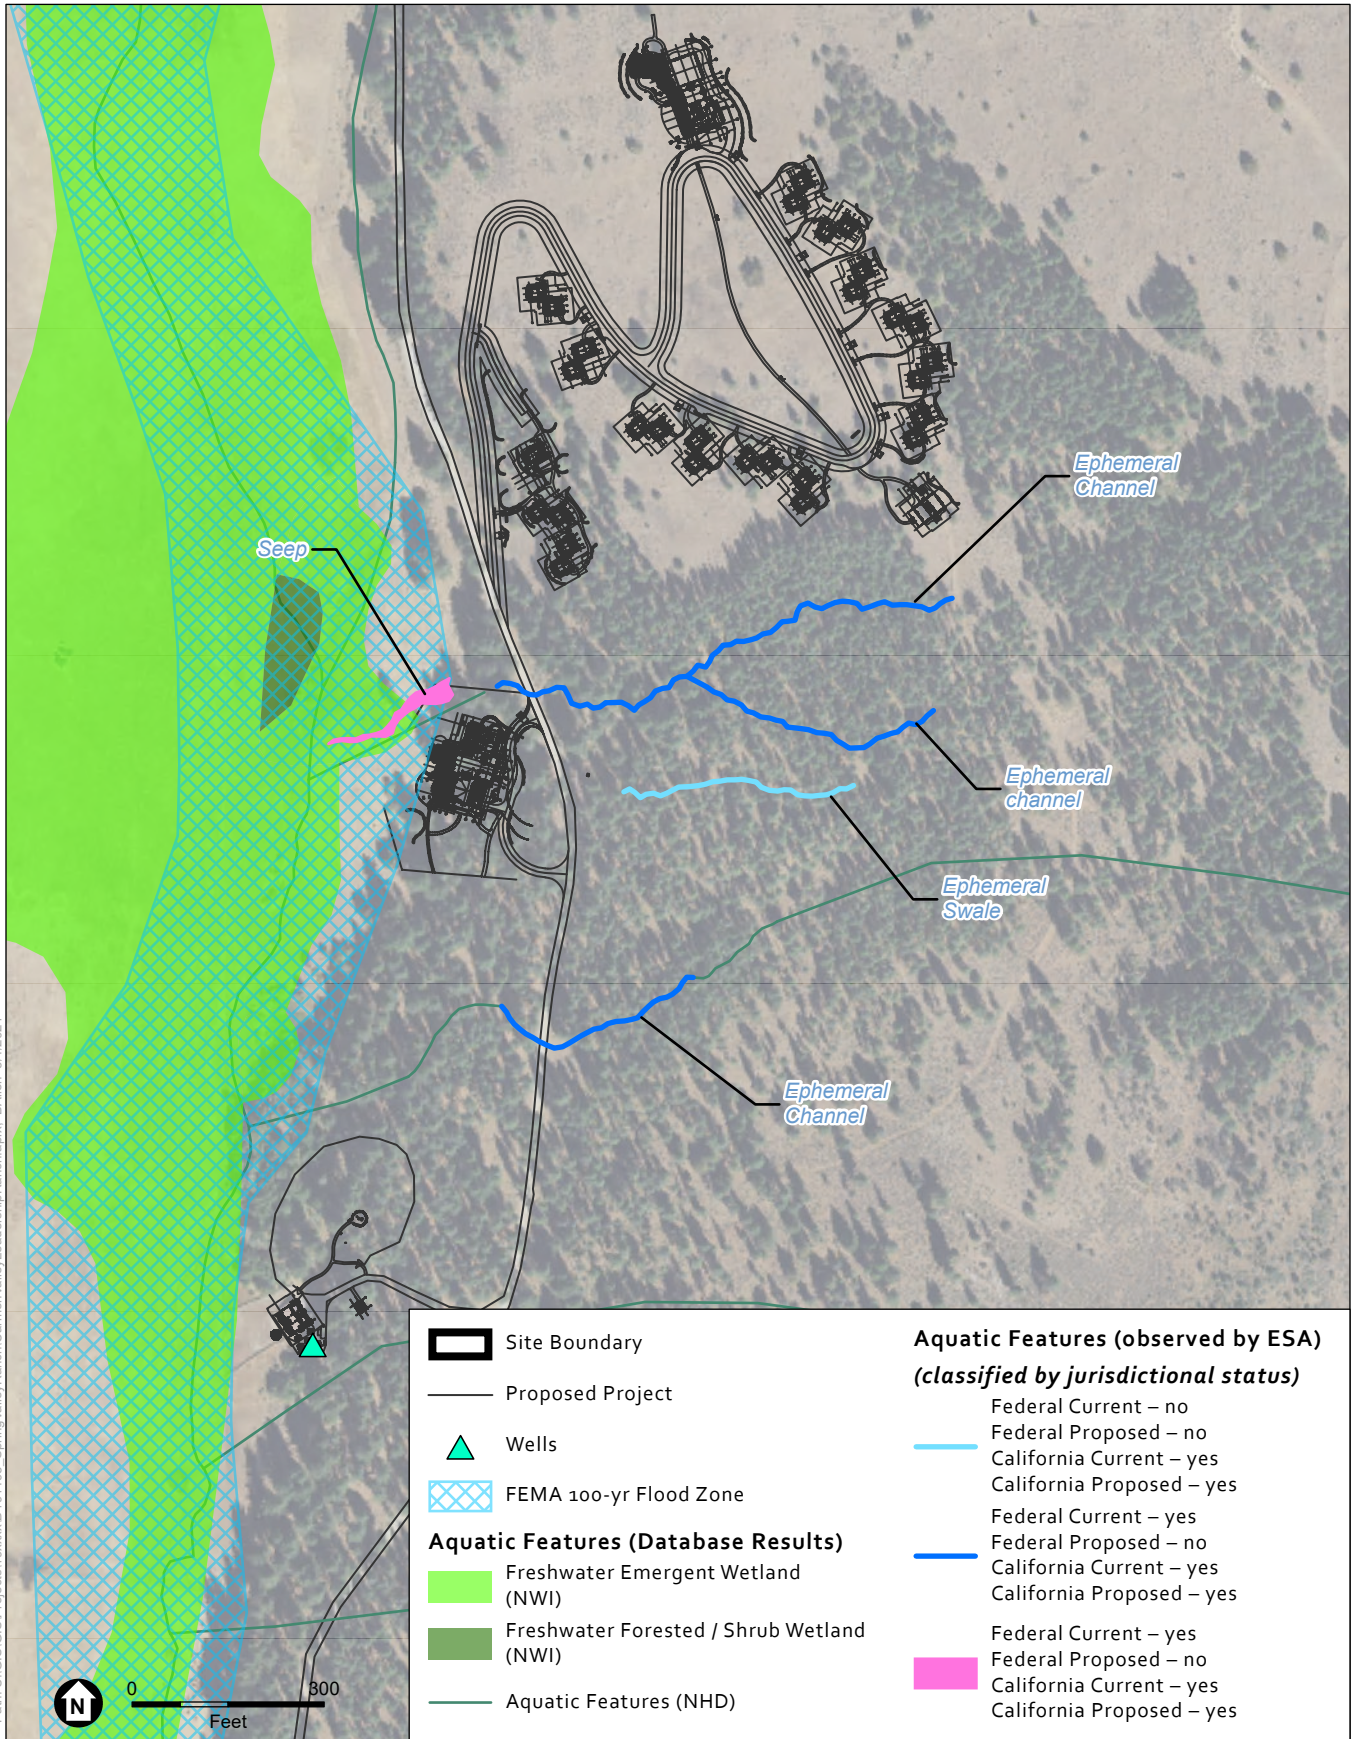 Ephemeral
Channel
Seep
Ephemeral
channel
Ephemeral
Swale
Ephemeral
Channel
Site Boundary
Proposed Project
Wells
FEMA 100-yr Flood Zone
Aquatic Features (Database Results)
Freshwater Emergent Wetland
(NWI)
Freshwater Forested / Shrub Wetland
(NWI)
Aquatic Features (NHD)
Aquatic Features (observed by ESA)
(classified by jurisdictional status)
Federal Current – no
Federal Proposed – no
California Current – yes
California Proposed – yes
Federal Current – yes
Federal Proposed – no
California Current – yes
California Proposed – yes
Federal Current – yes
Federal Proposed – no
California Current – yes
California Proposed – yes
N
0 300
Feet